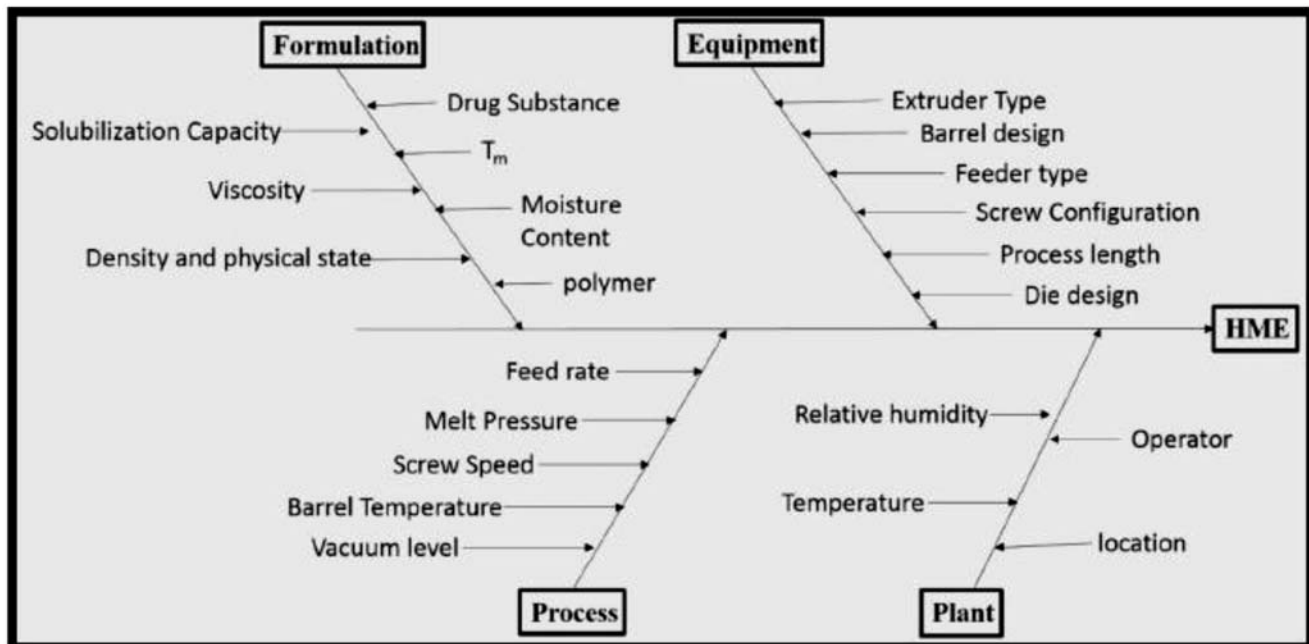 Formulation
Equipment
Drug Substance
Solubilization Capacity
Tm
Viscosity
Moisture
Content
Density and physical state
polymer
Extruder Type
Barrel design
Feeder type
Screw Configuration
Process length
Die design
HME
Feed rate
Melt Pressure
Screw Speed
Barrel Temperature
Vacuum level
Relative humidity
Operator
Temperature
location
Process
Plant